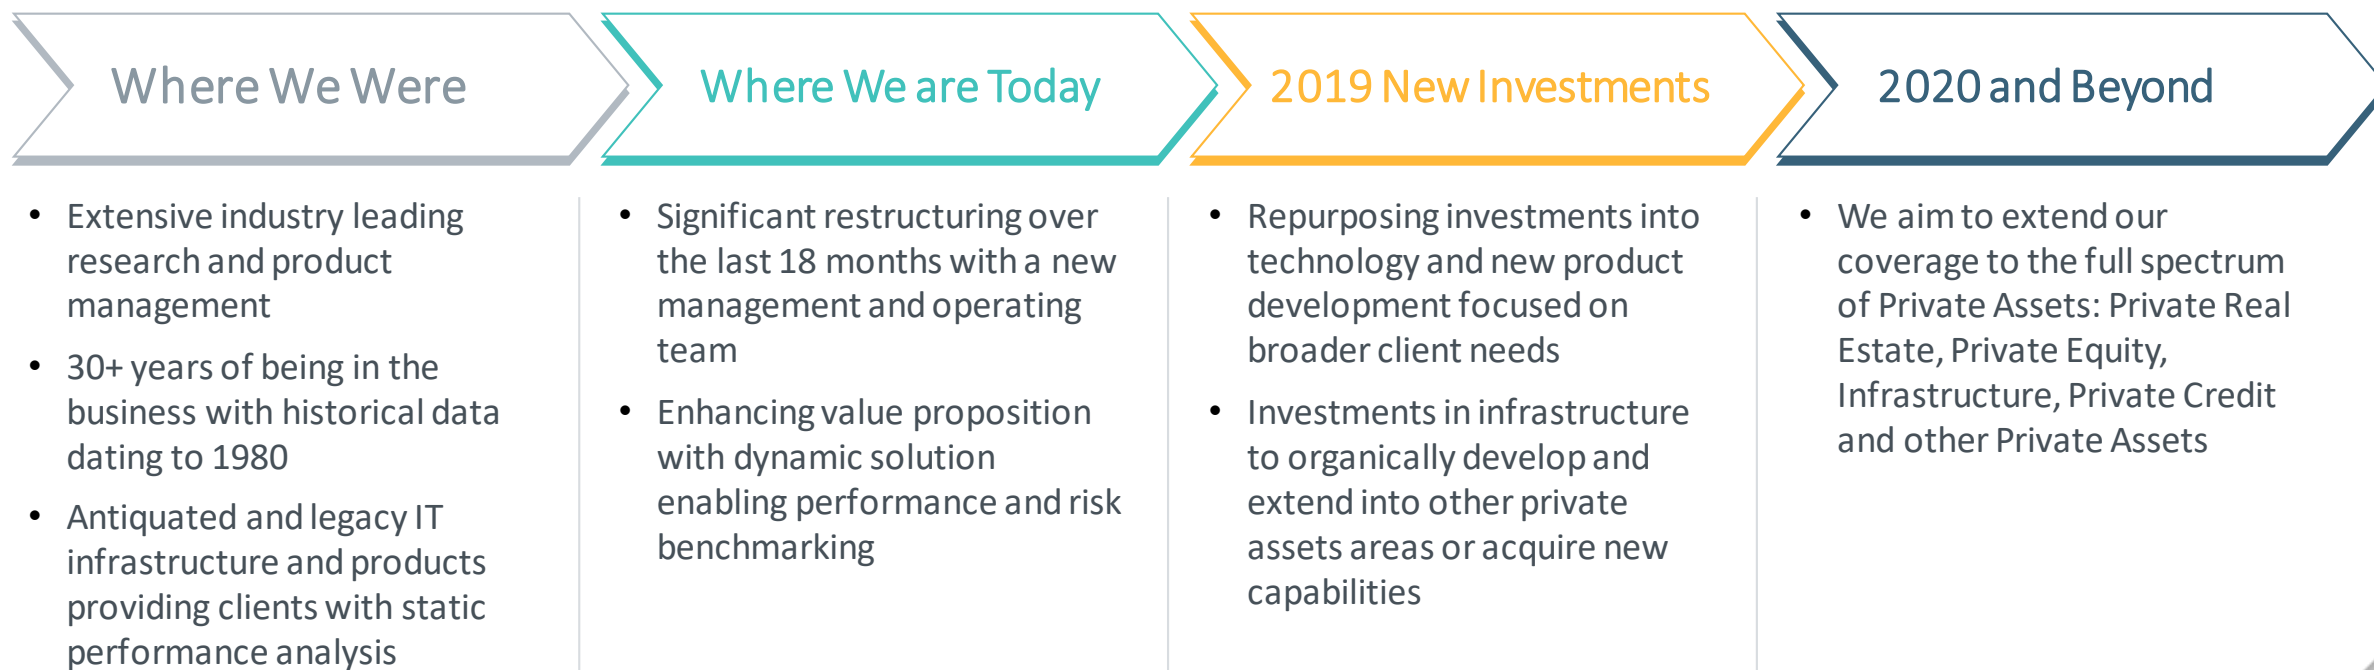 Where We Were
Where We are Today
2019 New Investments
2020 and Beyond
• Extensive industry leading
research and product
management
• 30+ years of being in the
business with historical data
dating to 1980
• Antiquated and legacy IT
infrastructure and products
providing clients with static
performance analysis
• Significant restructuring over
the last 18 months with a new
management and operating
team
• Enhancing value proposition
with dynamic solution
enabling performance and risk
benchmarking
• Repurposing investments into
technology and new product
development focused on
broader client needs
• Investments in infrastructure
to organically develop and
extend into other private
assets areas or acquire new
capabilities
• We aim to extend our
coverage to the full spectrum
of Private Assets: Private Real
Estate, Private Equity,
Infrastructure, Private Credit
and other Private Assets